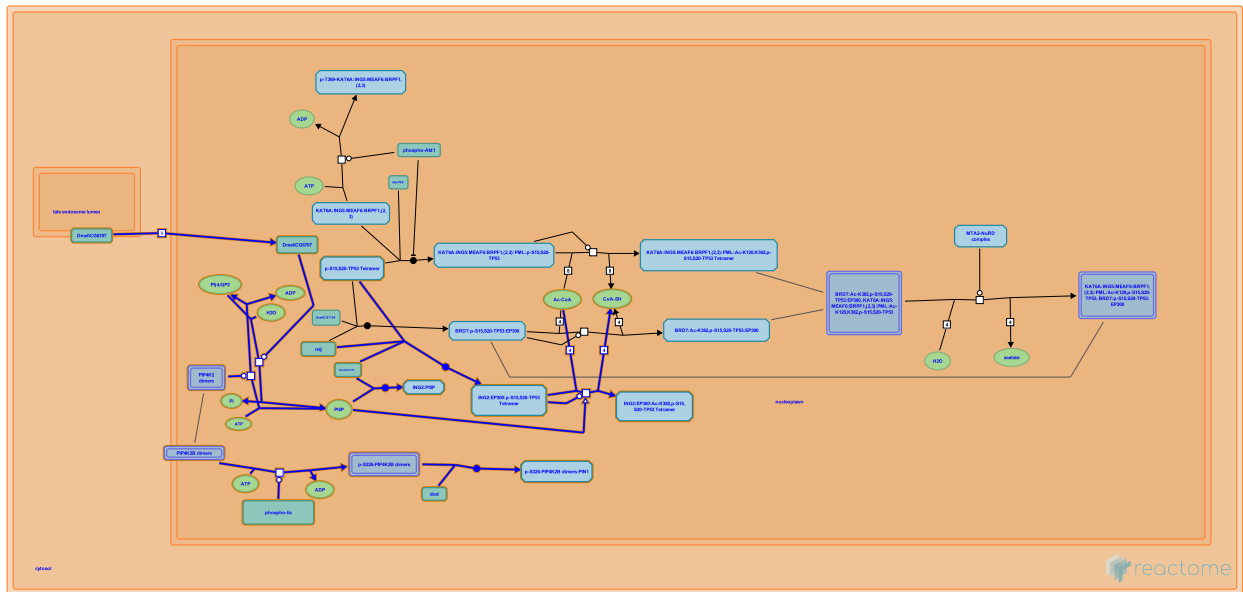 p-T369-KAT6A:ING5:MEAF6:BRPF1,
(2,3)
ADP
phospho-Akt1
ATP
KAT6A:ING5:MEAF6:BRPF1,(2,
3)
late endosome lumen
Dmel\CG6707
Dmel\CG6707
p-S15,S20-TP53 Tetramer
KAT6A:ING5:MEAF6:BRPF1,(2,3):PML:p-S15,S20-
TP53
KAT6A:ING5:MEAF6:BRPF1,(2,3):PML:Ac-K120,K382,p-
S15,S20-TP53 Tetramer
MTA2-NuRD
complex
PI(4,5)P2
ADP
H2O
Ac-CoA
CoA-SH
BRD7:Ac-K382,p-S15,S20-
TP53:EP300, KAT6A:ING5:
MEAF6:BRPF1,(2,3):PML:Ac-
K120,K382,p-S15,S20-TP53
KAT6A:ING5:MEAF6:BRPF1,
(2,3):PML:Ac-K120,p-S15,S20-
TP53, BRD7:p-S15,S20-TP53:
EP300
BRD7:p-S15,S20-TP53:EP300
BRD7:Ac-K382,p-S15,S20-TP53:EP300
nej
H2O
acetate
PIP4K2
dimers
ING2:PI5P
Pi
ATP
PI5P
ING2:EP300:p-S15,S20-TP53
Tetramer
ING2:EP300:Ac-K382,p-S15,
S20-TP53 Tetramer
nucleoplasm
PIP4K2B dimers
p-S326-PIP4K2B dimers
p-S326-PIP4K2B dimers:PIN1
ATP
ADP
dod
phospho-lic
cytosol
reactome